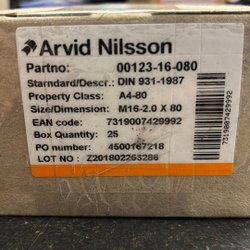 Arvid Nilsson
Partno: 00123-16-080
Starndard/Descr.: DIN 931-1987
Property Class: A4-80
Size/Dimension: M16-2.0 X 80
EAN code: 7319007429992
Box Quantity: 25
PO number: 4500167218
LOT NO : Z201802263286
7319007429992